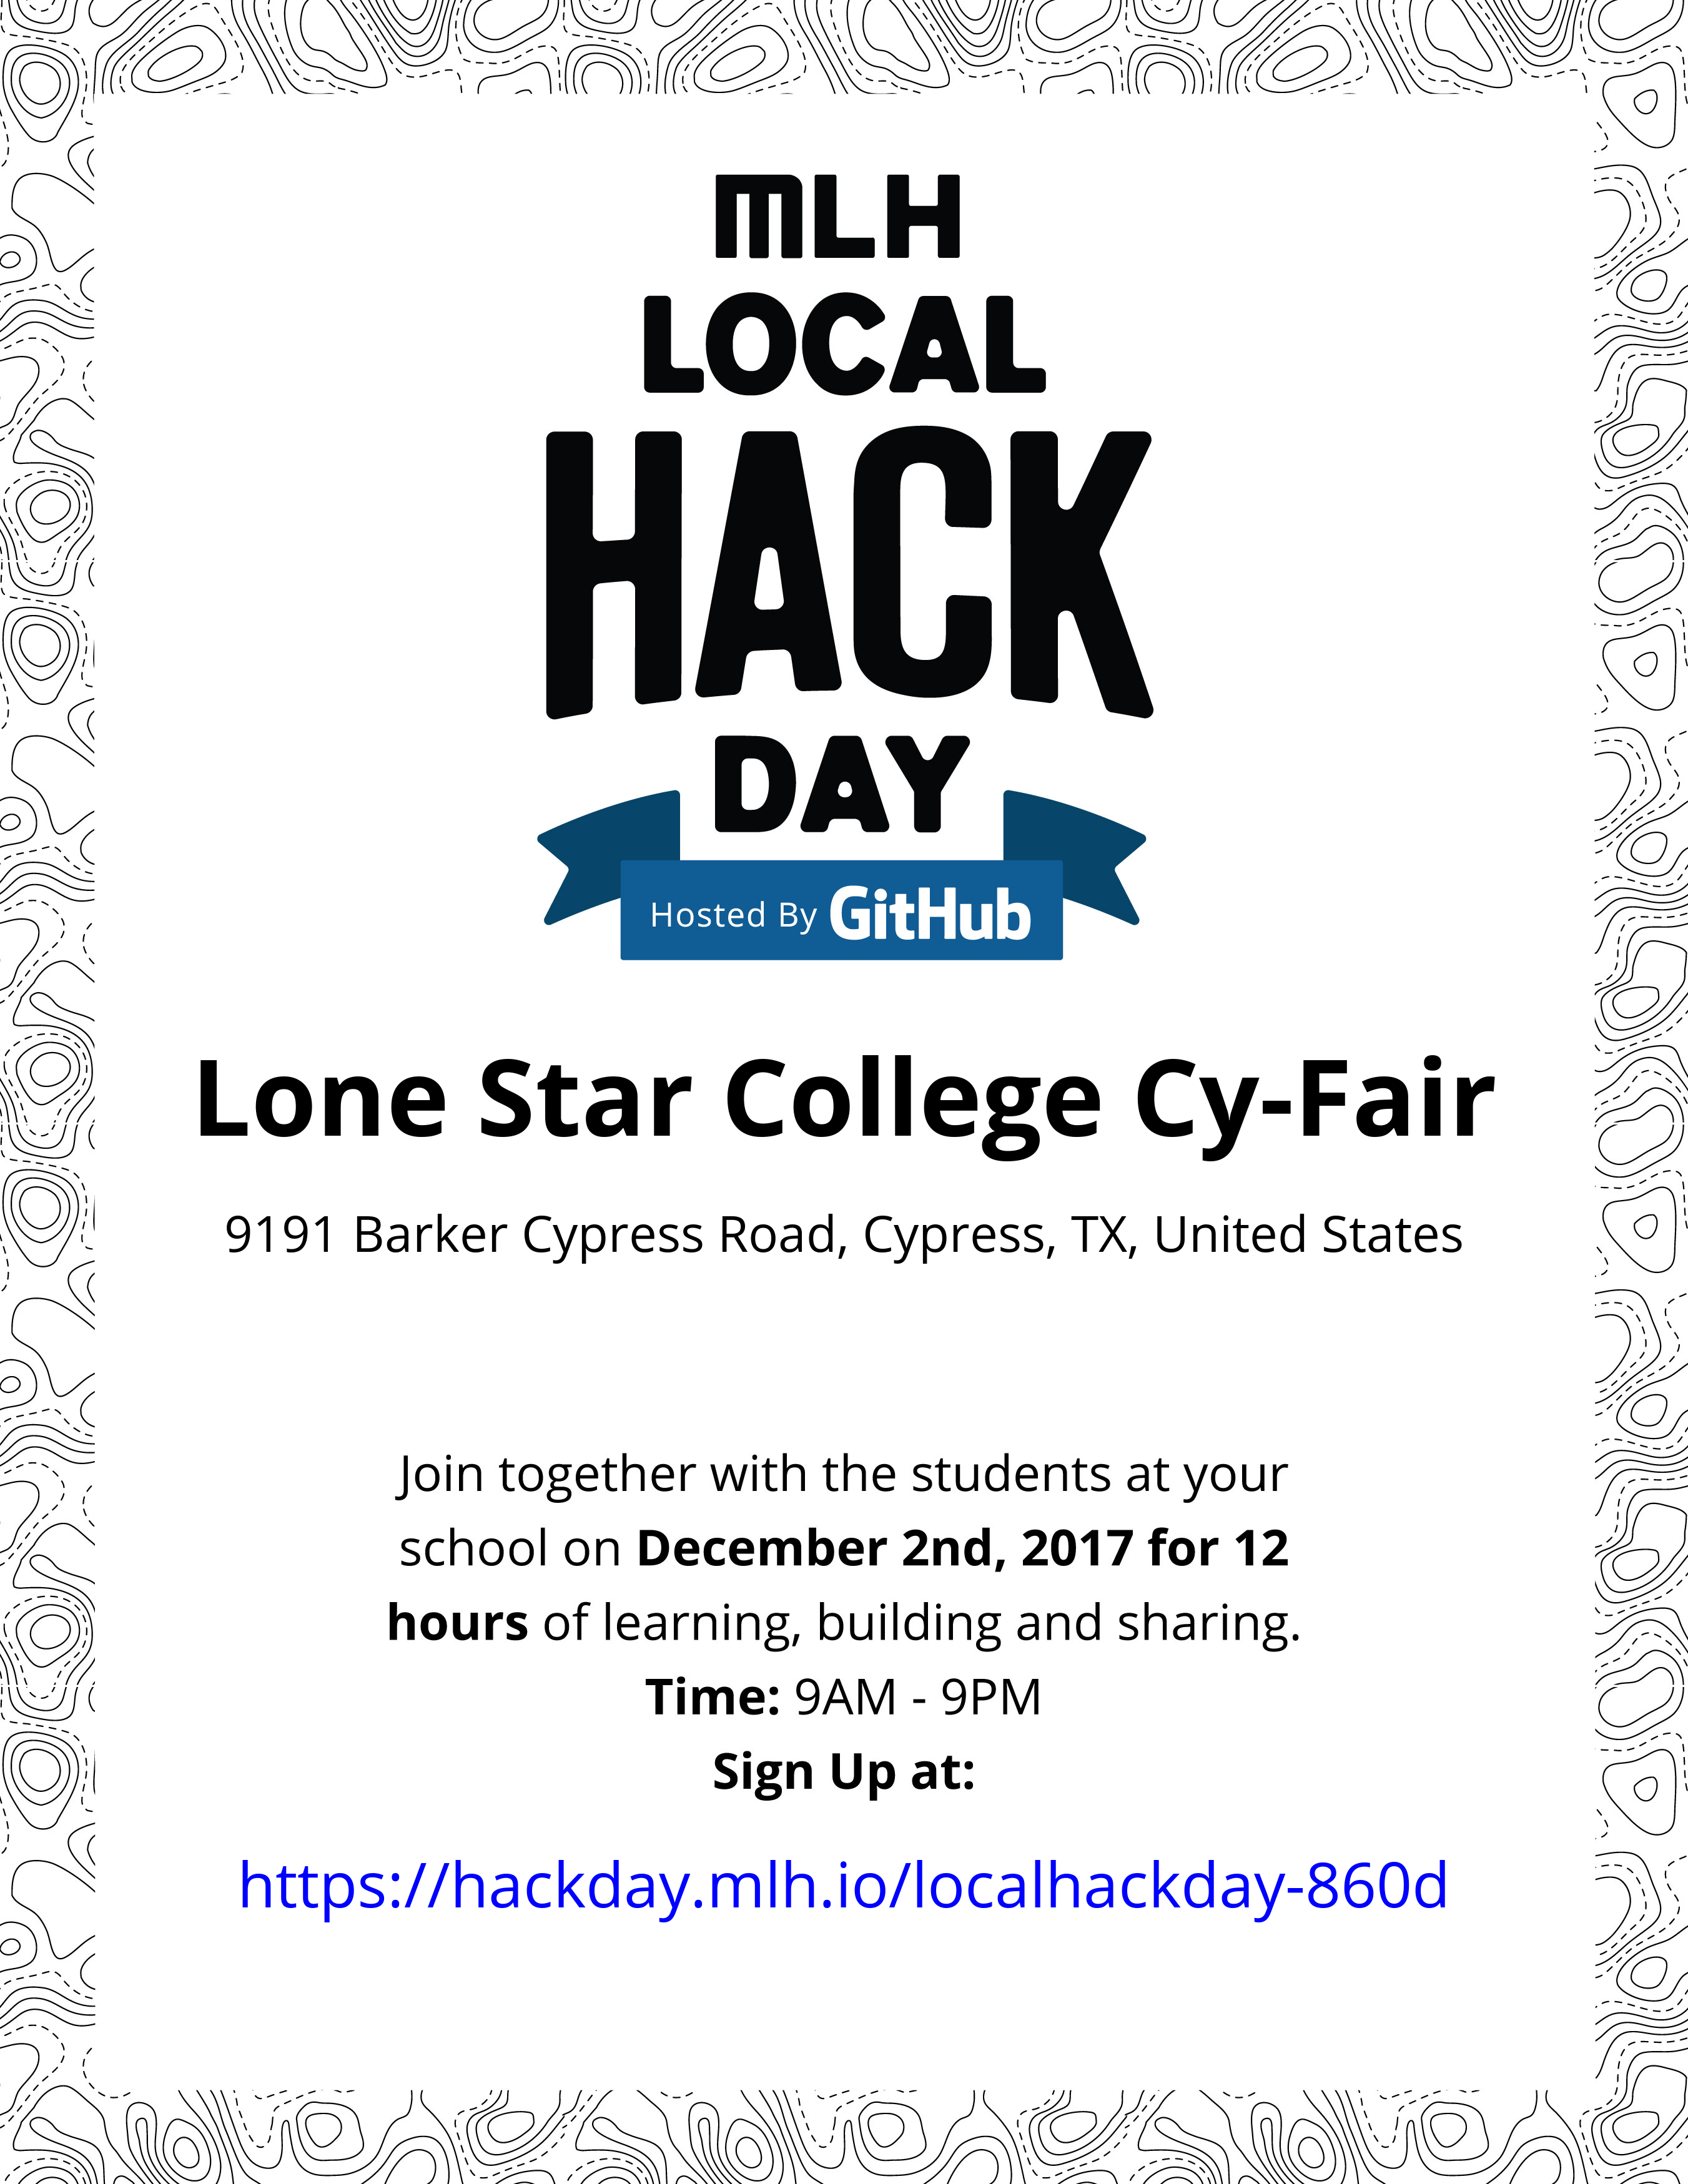 MLH
LOCAL
HACK
DAY
Hosted By GitHub
Lone Star College Cy-Fair
9191 Barker Cypress Road, Cypress, TX, United States
Join together with the students at your
school on December 2nd, 2017 for 12
hours of learning, building and sharing.
Time: 9AM - 9PM
Sign Up at:
https://hackday.mlh.io/localhackday-860d